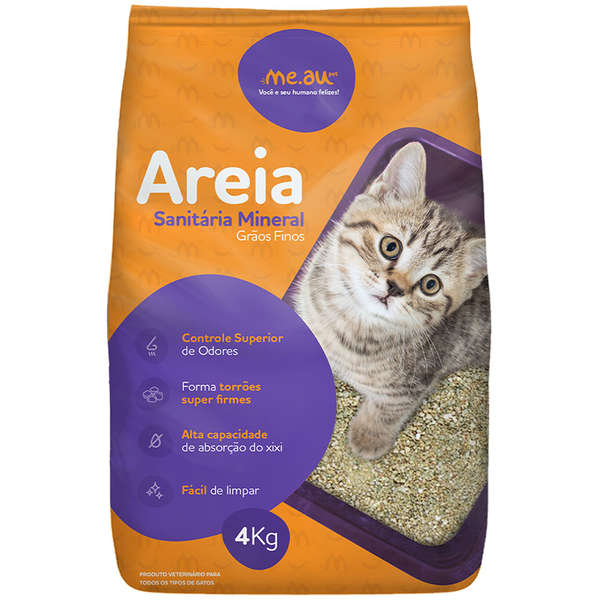 me.au pet
Você e seu humano felizes!
Areia
Sanitária Mineral
Grãos Finos
Controle Superior
de Odores
Forma torrões
super firmes
Alta capacidade
de absorção do xixi
Fácil de limpar
4Kg
PRODUTO VETERINÁRIO PARA
TODOS OS TIPOS DE GATOS